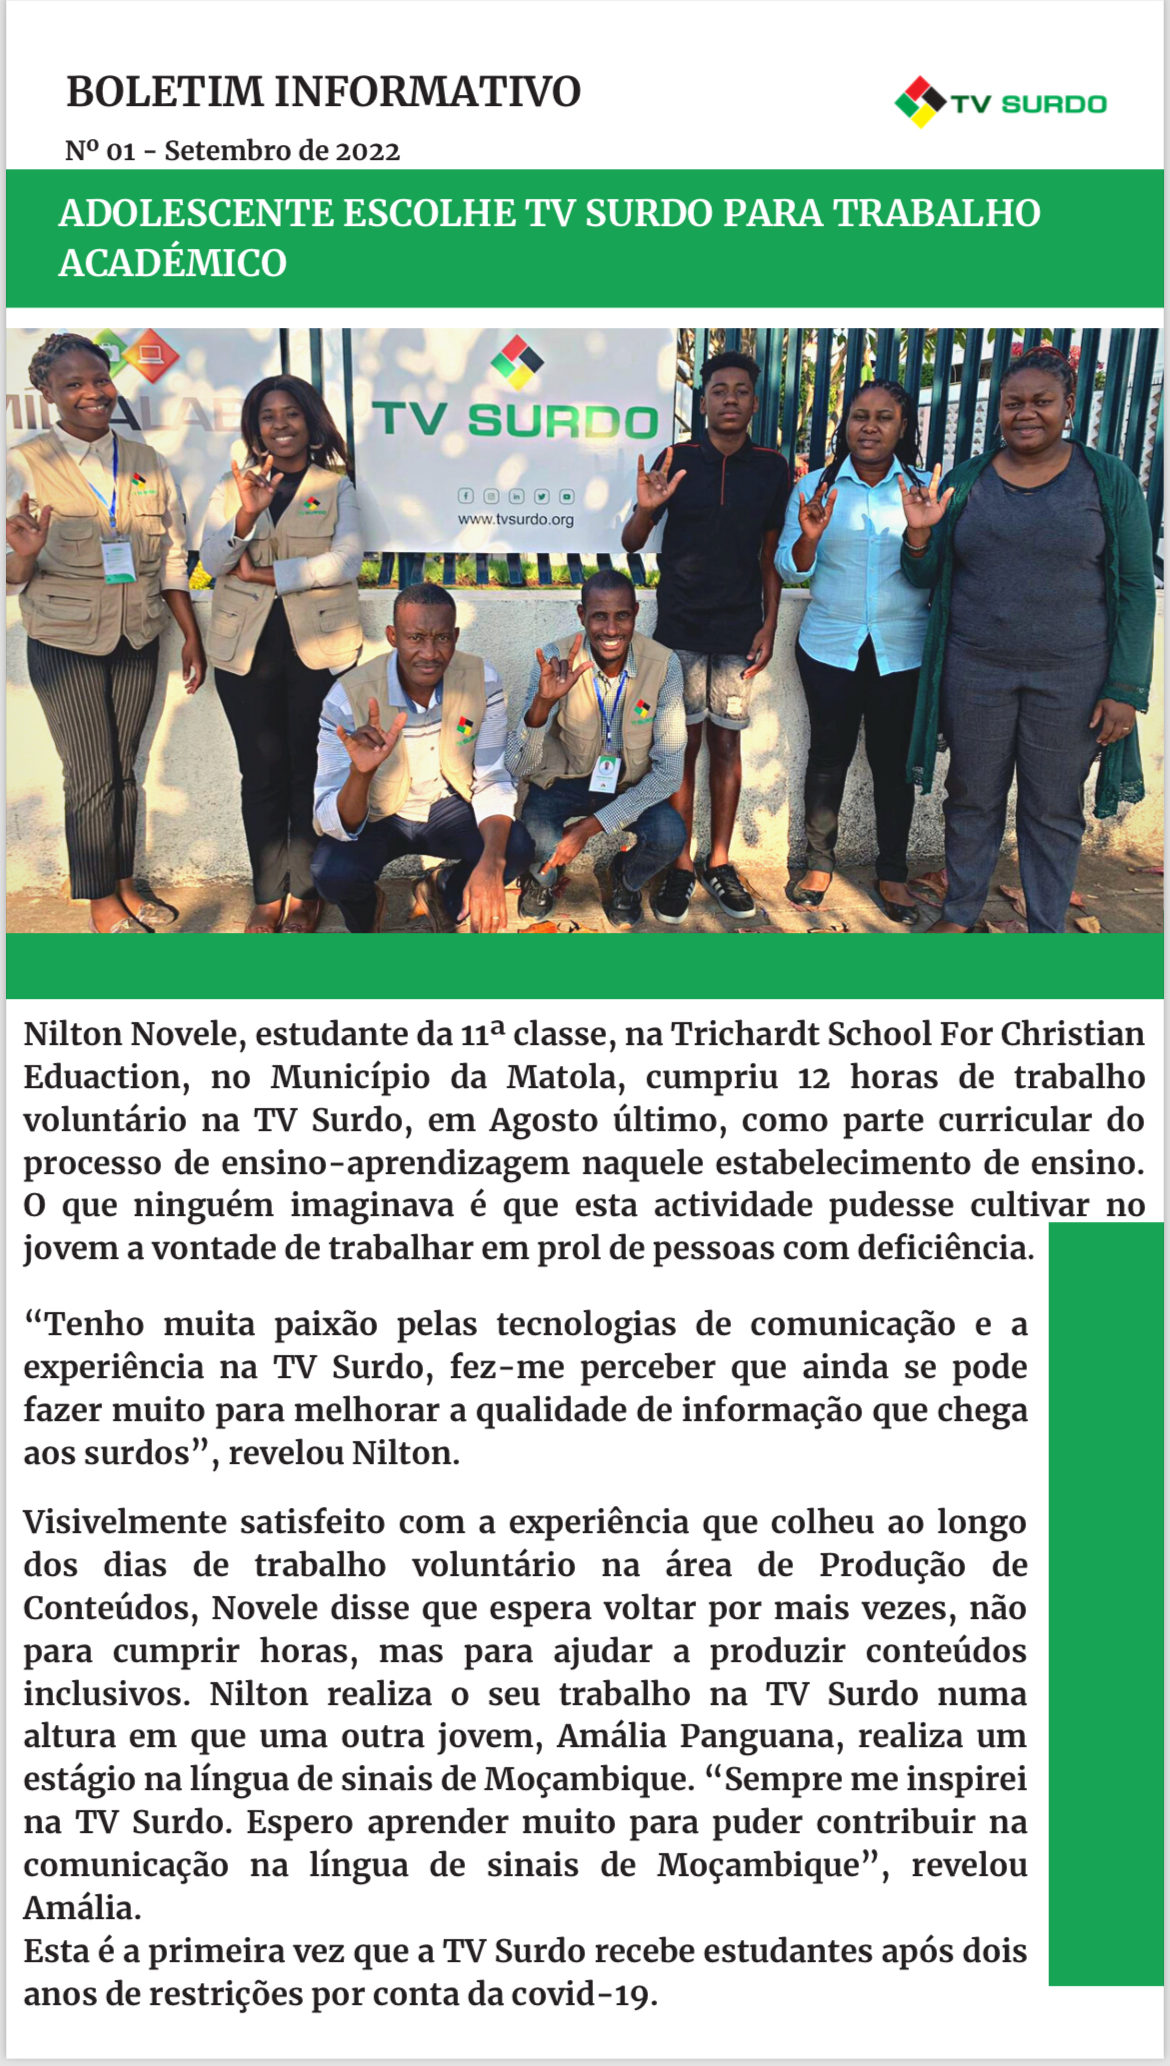 BOLETIM INFORMATIVO
Nº 01 - Setembro de 2022
TV SURDO
ADOLESCENTE ESCOLHE TV SURDO PARA TRABALHO
ACADÉMICO
TV SURDO
www.tvsurdo.org
Nilton Novele, estudante da 11ª classe, na Trichardt School For Christian
Eduaction, no Município da Matola, cumpriu 12 horas de trabalho
voluntário na TV Surdo, em Agosto último, como parte curricular do
processo de ensino-aprendizagem naquele estabelecimento de ensino.
O que ninguém imaginava é que esta actividade pudesse cultivar no
jovem a vontade de trabalhar em prol de pessoas com deficiência.
“Tenho muita paixão pelas tecnologias de comunicação e a
experiência na TV Surdo, fez-me perceber que ainda se pode
fazer muito para melhorar a qualidade de informação que chega
aos surdos”, revelou Nilton.
Visivelmente satisfeito com a experiência que colheu ao longo
dos dias de trabalho voluntário na área de Produção de
Conteúdos, Novele disse que espera voltar por mais vezes, não
para cumprir horas, mas para ajudar a produzir conteúdos
inclusivos. Nilton realiza o seu trabalho na TV Surdo numa
altura em que uma outra jovem, Amália Panguana, realiza um
estágio na língua de sinais de Moçambique. “Sempre me inspirei
na TV Surdo. Espero aprender muito para puder contribuir na
comunicação na língua de sinais de Moçambique”, revelou
Amália.
Esta é a primeira vez que a TV Surdo recebe estudantes após dois
anos de restrições por conta da covid-19.